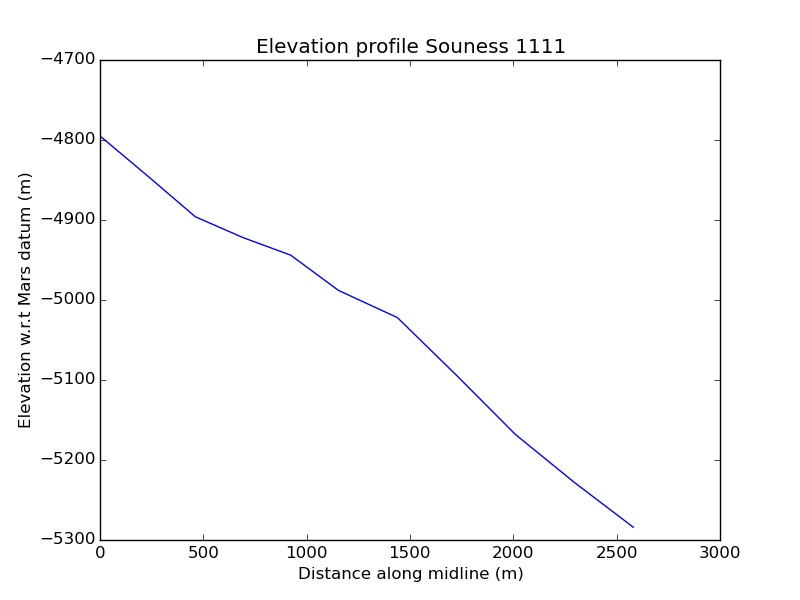 Elevation profile Souness 1111
Elevation w.r.t Mars datum (m)
−4700
−4800
−4900
−5000
−5100
−5200
−5300
0 500 1000 1500 2000 2500 3000
Distance along midline (m)